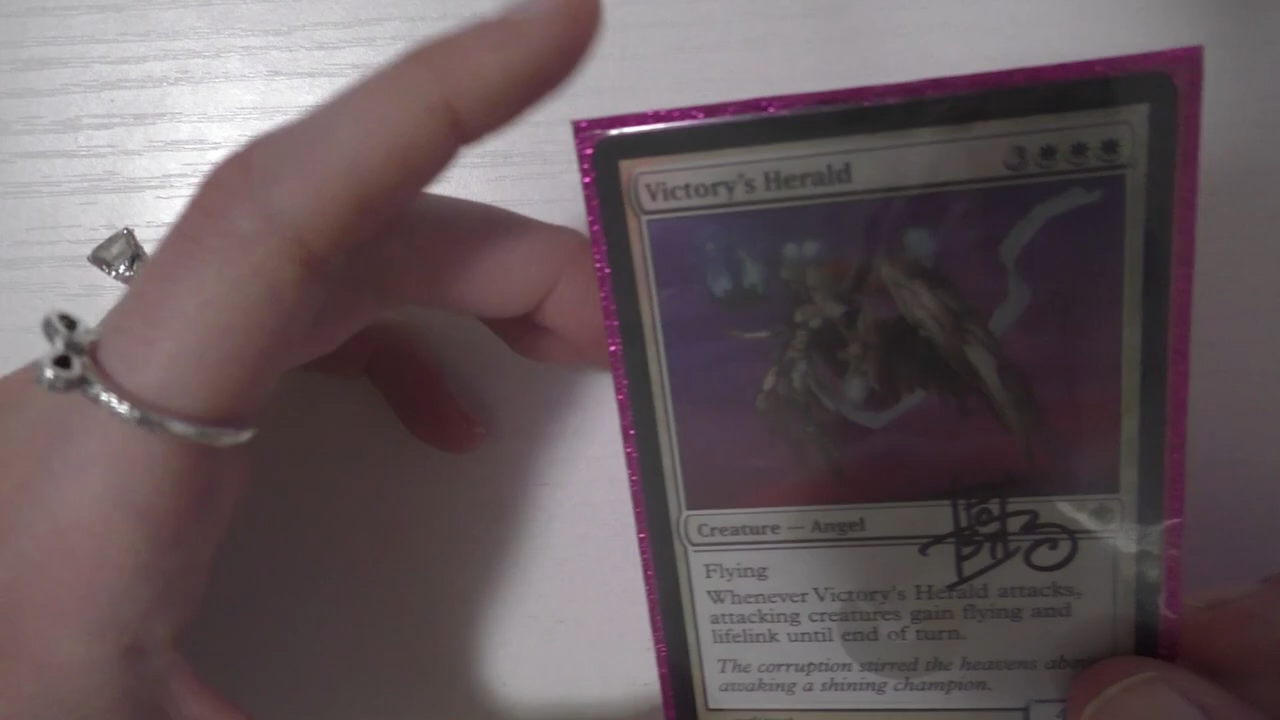 Victory's Herald 3
Creature — Angel
Flying
Whenever Victory's Herald attacks,
attacking creatures gain flying and
lifelink until end of turn.
The corruption stirred the heavens
awaking a shining champion.